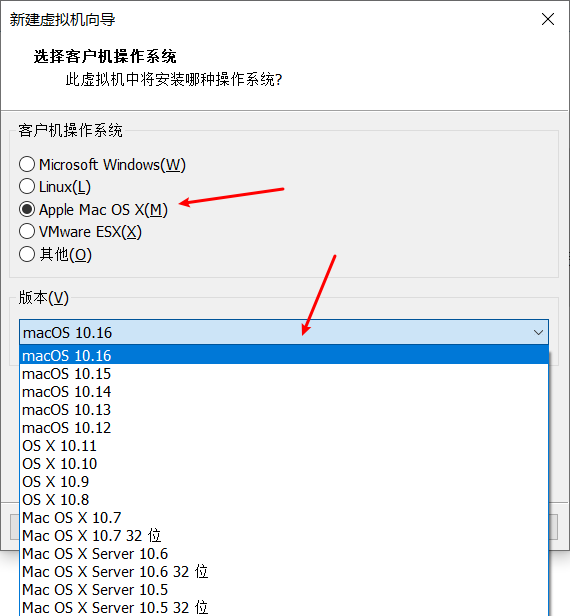 新建虚拟机向导
选择客户机操作系统
此虚拟机中将安装哪种操作系统?
客户机操作系统
Microsoft Windows(W)
Linux(L)
Apple Mac OS X(M)
VMware ESX(X)
其他(O)
版本(V)
macOS 10.16
macOS 10.16
macOS 10.15
macOS 10.14
macOS 10.13
macOS 10.12
OS X 10.11
OS X 10.10
OS X 10.9
OS X 10.8
Mac OS X 10.7
Mac OS X 10.7 32 位
Mac OS X Server 10.6
Mac OS X Server 10.6 32 位
Mac OS X Server 10.5
Mac OS X Server 10.5 32 位